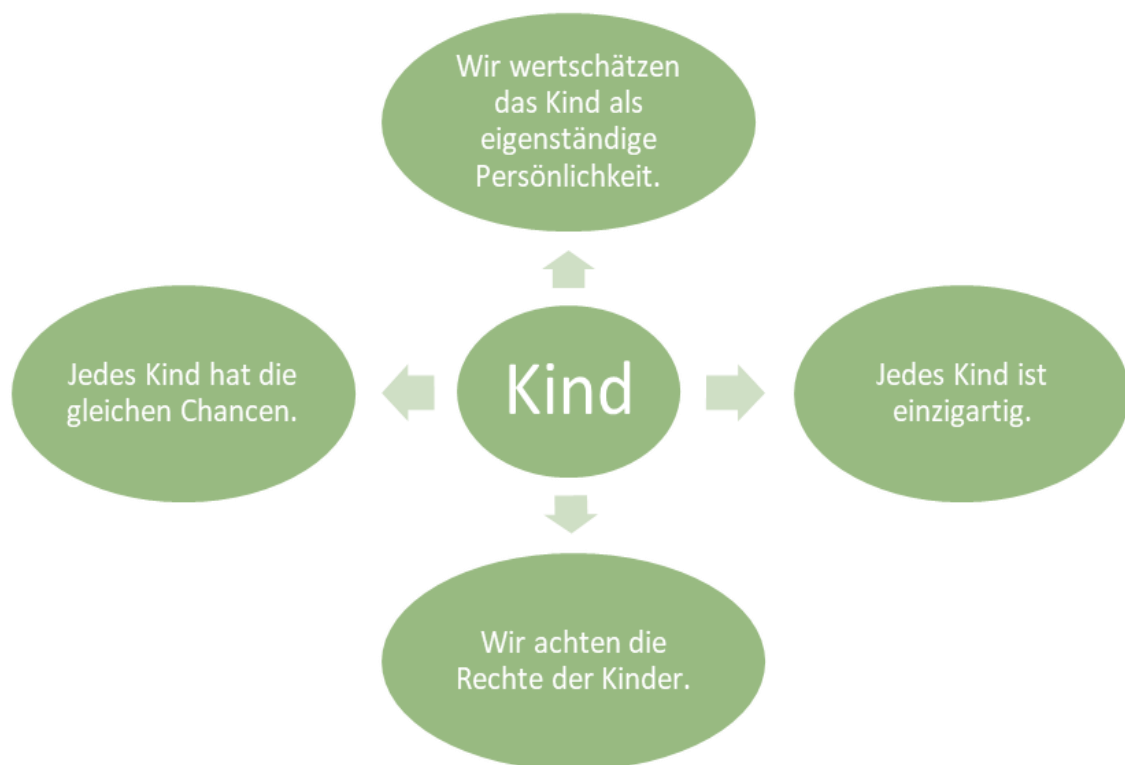 Wir wertschätzen
das Kind als
eigenständige
Persönlichkeit.
Jedes Kind hat die
gleichen Chancen.
Kind
Jedes Kind ist
einzigartig.
Wir achten die
Rechte der Kinder.